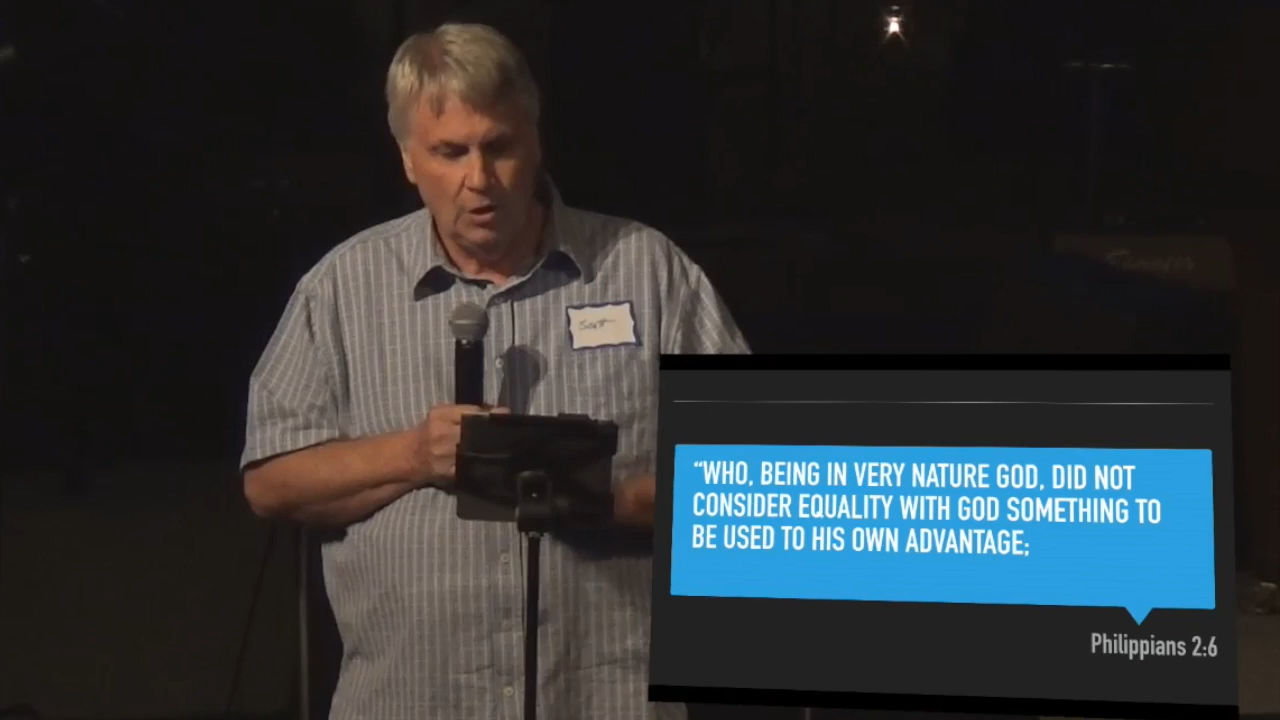 Scott
“WHO, BEING IN VERY NATURE GOD, DID NOT
CONSIDER EQUALITY WITH GOD SOMETHING TO
BE USED TO HIS OWN ADVANTAGE;
Philippians 2:6